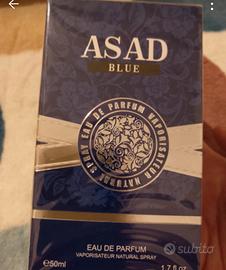 ASAD
BLUE
EAU DE PARFUM VAPORISATEUR NATURAL SPRAY
EAU DE PARFUM
VAPORISATEUR NATURAL SPRAY
℮50ml
1.7 fl oz
subito